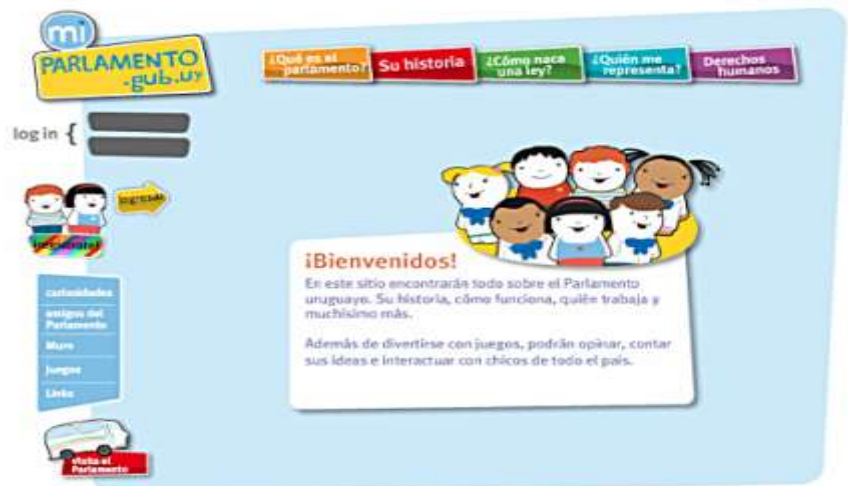 mi
PARLAMENTO
.gub.uy
¿Qué es el
parlamento?
Su historia
¿Cómo nace
una ley?
¿Quién me
representa?
Derechos
humanos
log in {
ingresar
¡Bienvenidos!
En este sitio encontrarán todo sobre el Parlamento
uruguayo. Su historia, cómo funciona, quién trabaja y
muchísimo más.
Además de divertirse con juegos, podrán opinar, contar
sus ideas e interactuar con chicos de todo el país.
curiosidades
amigos del
Parlamento
Muro
Juegos
Links
visita el
Parlamento